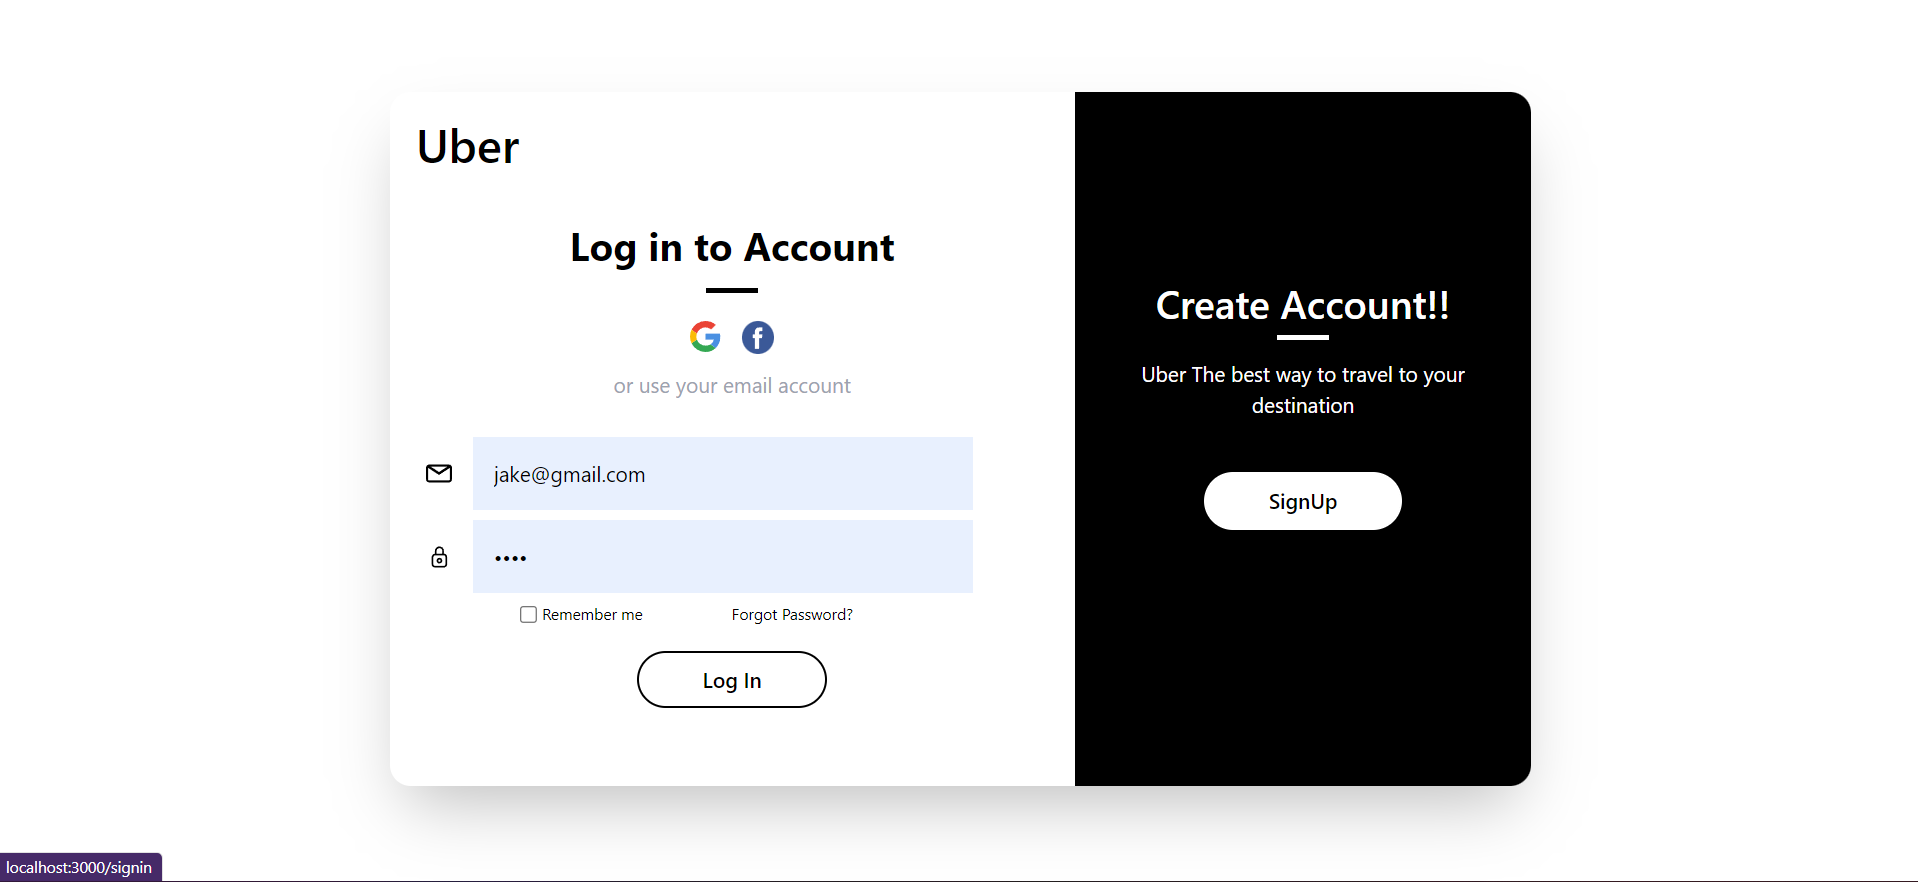 Uber
Log in to Account
or use your email account
jake@gmail.com
••••
Remember me
Forgot Password?
Log In
Create Account!!
Uber The best way to travel to your
destination
SignUp
localhost:3000/signin